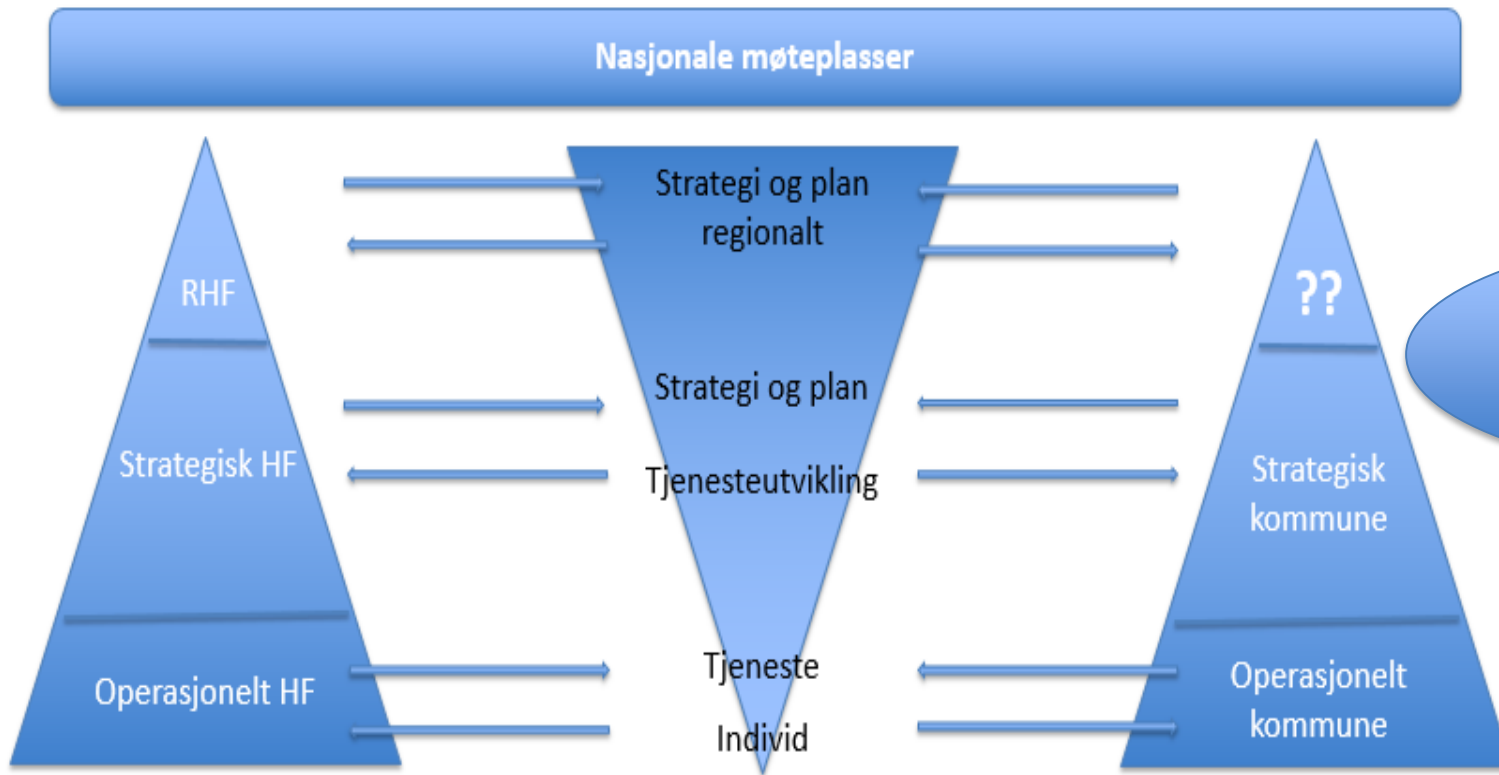 Nasjonale møteplasser
RHF
Strategisk HF
Operasjonelt HF
Strategi og plan
regionalt
Strategi og plan
Tjenesteutvikling
Tjeneste
Individ
??
Strategisk
kommune
Operasjonelt
kommune